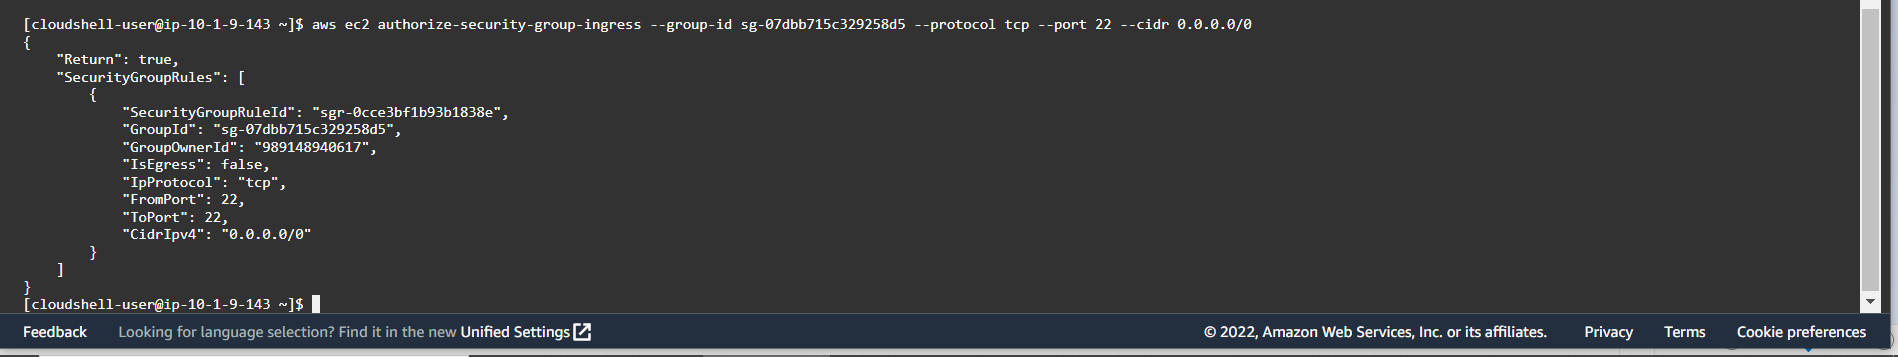 [cloudshell-user@ip-10-1-9-143 ~]$ aws ec2 authorize-security-group-ingress --group-id sg-07dbb715c329258d5 --protocol tcp --port 22 --cidr 0.0.0.0/0
{
    "Return": true,
    "SecurityGroupRules": [
        {
            "SecurityGroupRuleId": "sgr-0cce3bf1b93b1838e",
            "GroupId": "sg-07dbb715c329258d5",
            "GroupOwnerId": "989148940617",
            "IsEgress": false,
            "IpProtocol": "tcp",
            "FromPort": 22,
            "ToPort": 22,
            "CidrIpv4": "0.0.0.0/0"
        }
    ]
}
[cloudshell-user@ip-10-1-9-143 ~]$
Feedback Looking for language selection? Find it in the new Unified Settings © 2022, Amazon Web Services, Inc. or its affiliates. Privacy Terms Cookie preferences